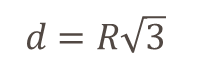 d = R√3